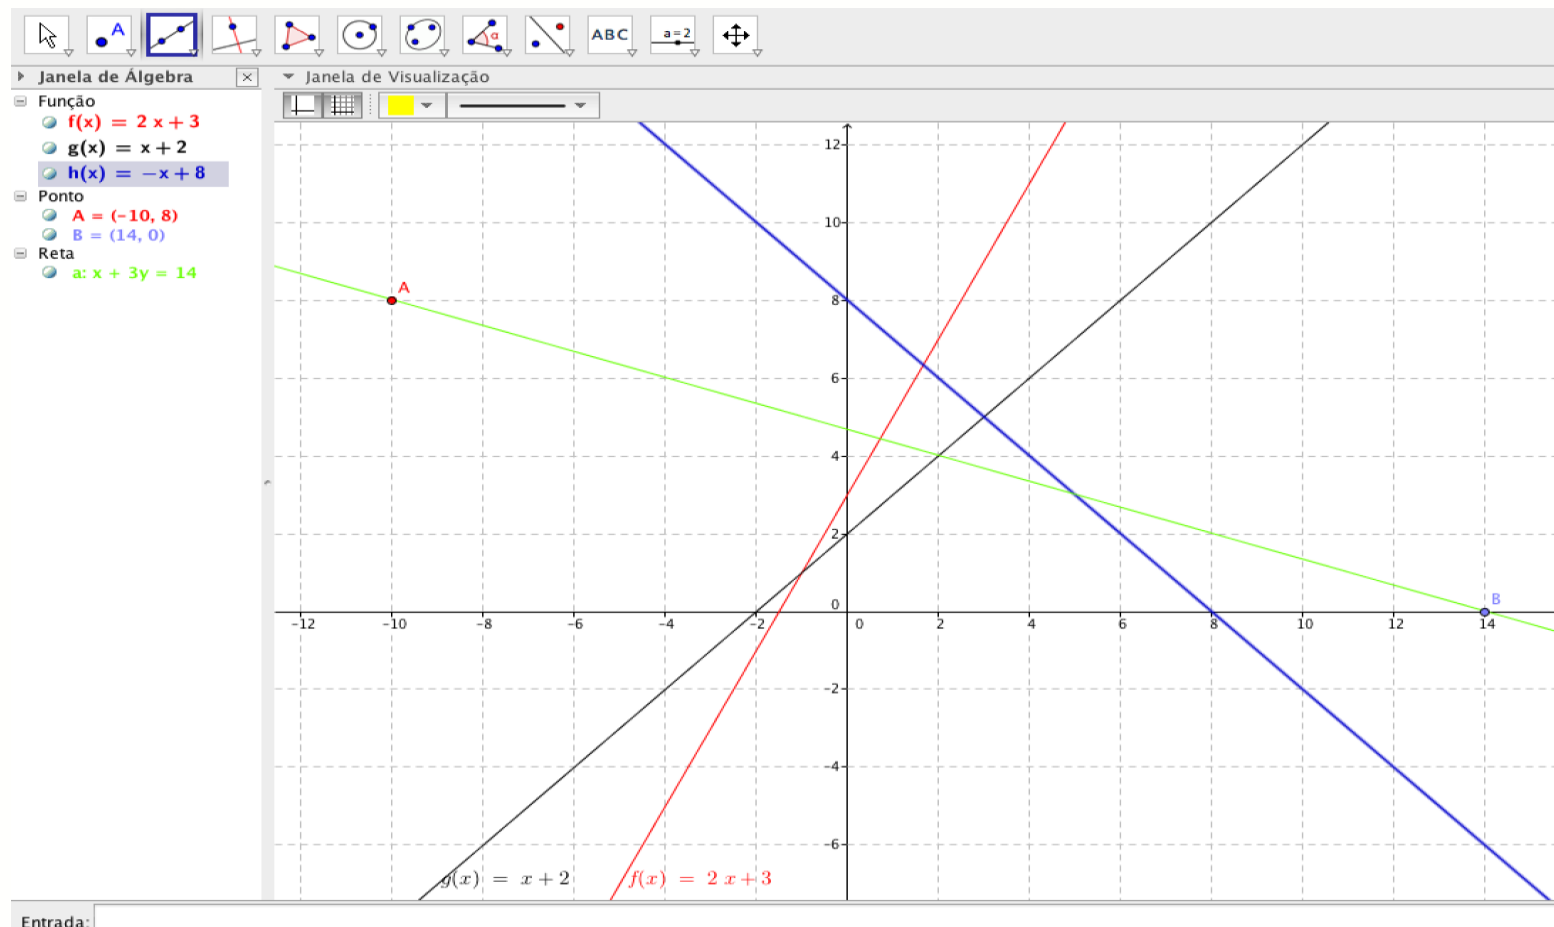 A
α
ABC
a=2
Janela de Álgebra
Janela de Visualização
Função
f(x) = 2 x + 3
g(x) = x + 2
h(x) = −x + 8
Ponto
A = (−10, 8)
B = (14, 0)
Reta
a: x + 3y = 14
12
10
8
6
4
2
0
−2
−4
−6
−12
−10
−8
−6
−4
−2
0
2
4
6
8
10
12
14
A
B
g(x) = x + 2
f(x) = 2 x + 3
Entrada: